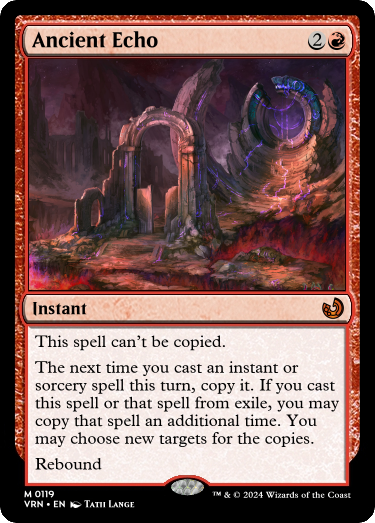 Ancient Echo 2
Instant
This spell can't be copied.
The next time you cast an instant or
sorcery spell this turn, copy it. If you cast
this spell or that spell from exile, you may
copy that spell an additional time. You
may choose new targets for the copies.
Rebound
M 0119
VRN • EN Tatii Lange
™ & © 2024 Wizards of the Coast